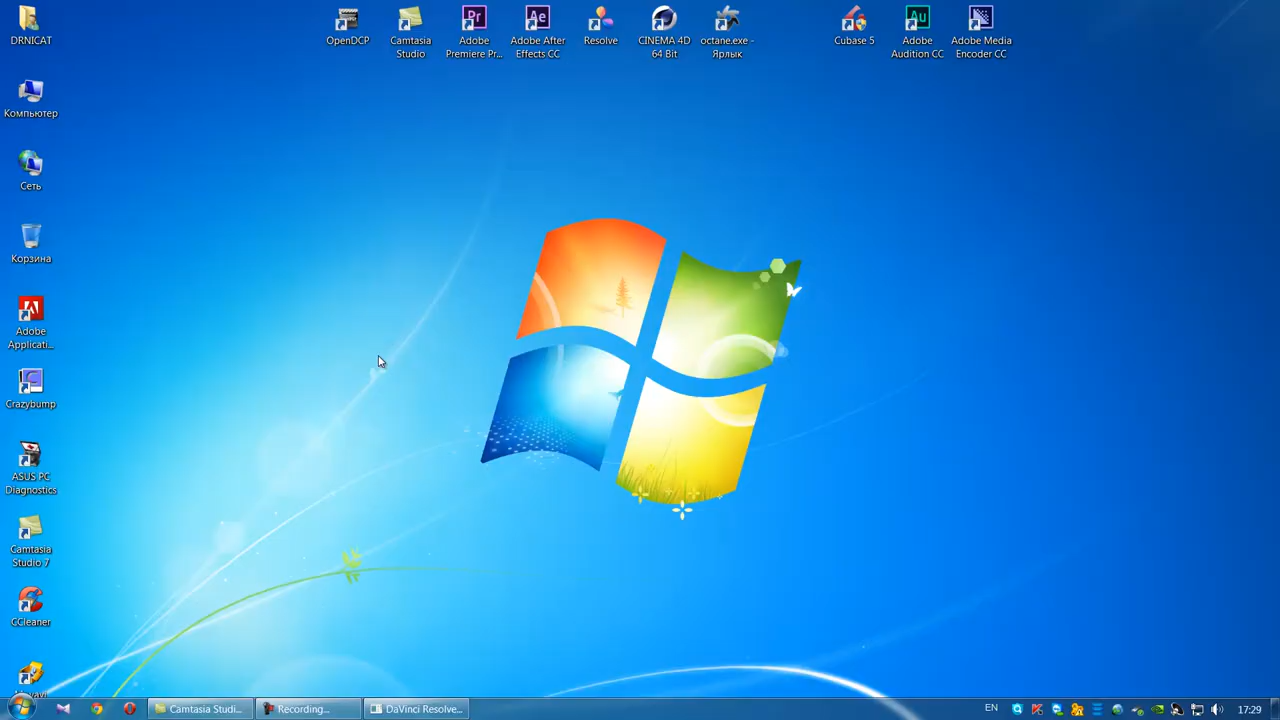 DRNICAT
OpenDCP
Camtasia
Studio
Adobe
Premiere Pr...
Adobe After
Effects CC
Resolve
CINEMA 4D
64 Bit
octane.exe -
Ярлык
Cubase 5
Adobe
Audition CC
Adobe Media
Encoder CC
Компьютер
Сеть
Корзина
Adobe
Applicati...
Crazybump
ASUS PC
Diagnostics
Camtasia
Studio 7
CCleaner
Camtasia Studi...
Recording...
DaVinci Resolve...
EN
17:29